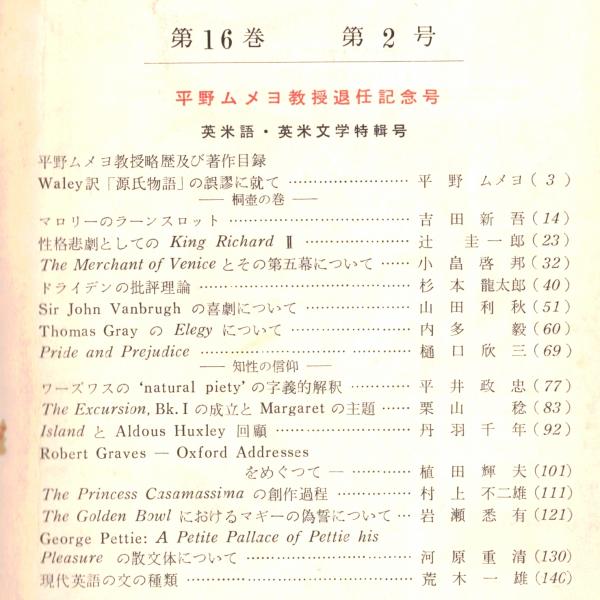 第16巻 第2号
平野ムメヨ教授退任記念号
英米語・英米文学特輯号
平野ムメヨ教授略歴及び著作目録
Waley訳「源氏物語」の誤謬に就て ……………………… 平野ムメヨ(3)
── 桐壺の巻 ──
マロリーのラーンスロット ……………………… 吉田新吾(14)
性格悲劇としての King Richard Ⅱ ………………… 辻圭一郎(23)
The Merchant of Venice とその第五幕について …… 小畠啓邦(32)
ドライデンの批評理論 ……………………… 杉本龍太郎(40)
Sir John Vanbrugh の喜劇について ……………… 山田利秋(51)
Thomas Gray の Elegy について ……………… 内多毅(60)
Pride and Prejudice ……………………… 樋口欣三(69)
── 知性の信仰 ──
ワーズワスの ‘natural piety’ の字義的解釈 ………… 平井政忠(77)
The Excursion, Bk. I の成立と Margaret の主題 …… 栗山稔(83)
Island と Aldous Huxley 回顧 ……………… 丹羽千年(92)
Robert Graves ― Oxford Addresses
をめぐつて ― ………… 植田輝夫(101)
The Princess Casamassima の創作過程 ………… 村上不二雄(111)
The Golden Bowl におけるマギーの偽誓について … 岩瀬悉有(121)
George Pettie: A Petite Pallace of Pettie his
Pleasure の散文体について ……………… 河原重清(130)
現代英語の文の種類 ……………………… 荒木一雄(146)